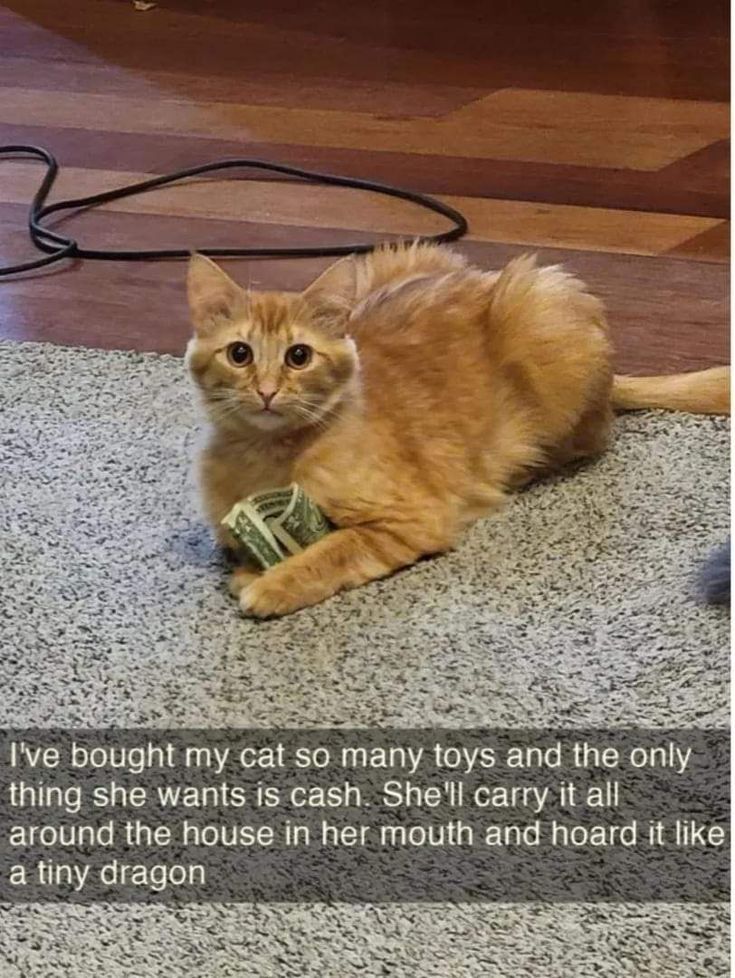 I've bought my cat so many toys and the only
thing she wants is cash. She'll carry it all
around the house in her mouth and hoard it like
a tiny dragon